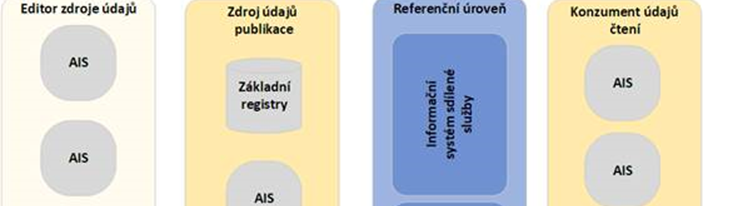 Editor zdroje údajů
AIS
AIS
Zdroj údajů
publikace
Základní
registry
AIS
Referenční úroveň
Informační
systém sdílené
služby
Konzument údajů
čtení
AIS
AIS